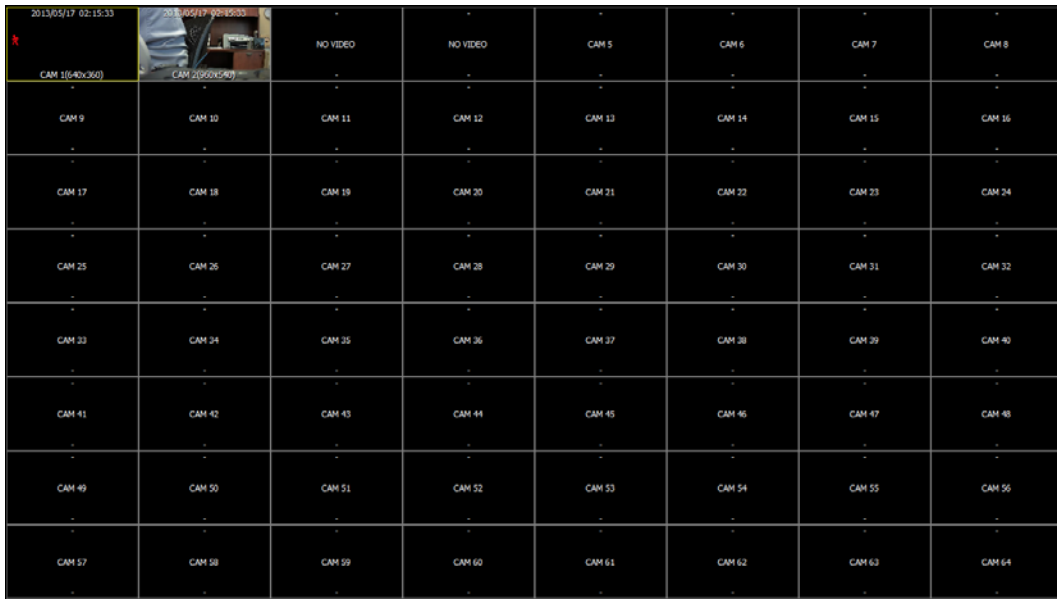 2013/05/17 02:15:33
2013/05/17 02:15:33
NO VIDEO
NO VIDEO
CAM 5
CAM 6
CAM 7
CAM 8
CAM 1(640x360)
CAM 2(960x540)
CAM 9
CAM 10
CAM 11
CAM 12
CAM 13
CAM 14
CAM 15
CAM 16
CAM 17
CAM 18
CAM 19
CAM 20
CAM 21
CAM 22
CAM 23
CAM 24
CAM 25
CAM 26
CAM 27
CAM 28
CAM 29
CAM 30
CAM 31
CAM 32
CAM 33
CAM 34
CAM 35
CAM 36
CAM 37
CAM 38
CAM 39
CAM 40
CAM 41
CAM 42
CAM 43
CAM 44
CAM 45
CAM 46
CAM 47
CAM 48
CAM 49
CAM 50
CAM 51
CAM 52
CAM 53
CAM 54
CAM 55
CAM 56
CAM 57
CAM 58
CAM 59
CAM 60
CAM 61
CAM 62
CAM 63
CAM 64